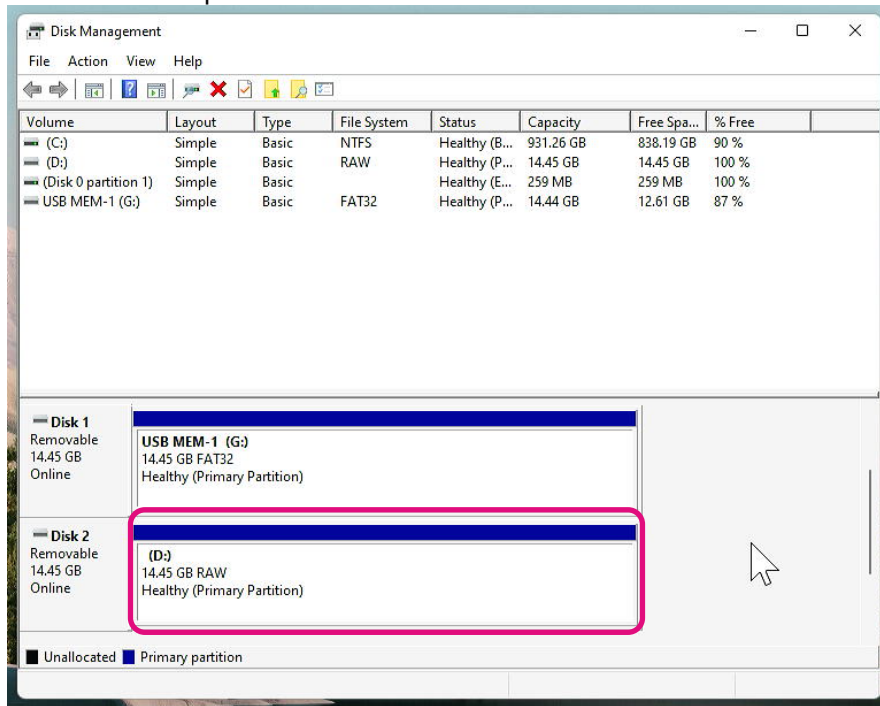 Disk Management
File Action View Help
Volume Layout Type File System Status Capacity Free Spa... % Free
(C:) Simple Basic NTFS Healthy (B... 931.26 GB 838.19 GB 90 %
(D:) Simple Basic RAW Healthy (P... 14.45 GB 14.45 GB 100 %
(Disk 0 partition 1) Simple Basic Healthy (E... 259 MB 259 MB 100 %
USB MEM-1 (G:) Simple Basic FAT32 Healthy (P... 14.44 GB 12.61 GB 87 %
Disk 1
Removable
14.45 GB
Online
USB MEM-1 (G:)
14.45 GB FAT32
Healthy (Primary Partition)
Disk 2
Removable
14.45 GB
Online
(D:)
14.45 GB RAW
Healthy (Primary Partition)
Unallocated Primary partition